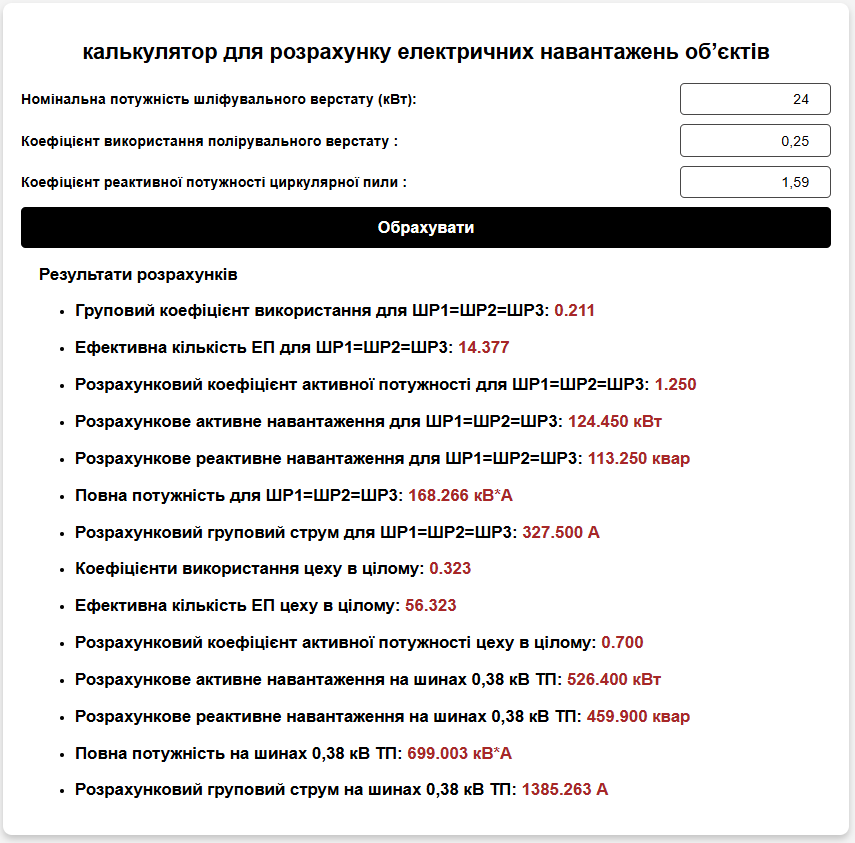 калькулятор для розрахунку електричних навантажень об’єктів
Номінальна потужність шліфувального верстату (кВт):
24
Коефіцієнт використання полірувального верстату :
0,25
Коефіцієнт реактивної потужності циркулярної пили :
1,59
Обрахувати
Результати розрахунків
• Груповий коефіцієнт використання для ШР1=ШР2=ШР3: 0.211
• Ефективна кількість ЕП для ШР1=ШР2=ШР3: 14.377
• Розрахунковий коефіцієнт активної потужності для ШР1=ШР2=ШР3: 1.250
• Розрахункове активне навантаження для ШР1=ШР2=ШР3: 124.450 кВт
• Розрахункове реактивне навантаження для ШР1=ШР2=ШР3: 113.250 квар
• Повна потужність для ШР1=ШР2=ШР3: 168.266 кВ*А
• Розрахунковий груповий струм для ШР1=ШР2=ШР3: 327.500 А
• Коефіцієнти використання цеху в цілому: 0.323
• Ефективна кількість ЕП цеху в цілому: 56.323
• Розрахунковий коефіцієнт активної потужності цеху в цілому: 0.700
• Розрахункове активне навантаження на шинах 0,38 кВ ТП: 526.400 кВт
• Розрахункове реактивне навантаження на шинах 0,38 кВ ТП: 459.900 квар
• Повна потужність на шинах 0,38 кВ ТП: 699.003 кВ*А
• Розрахунковий груповий струм на шинах 0,38 кВ ТП: 1385.263 А